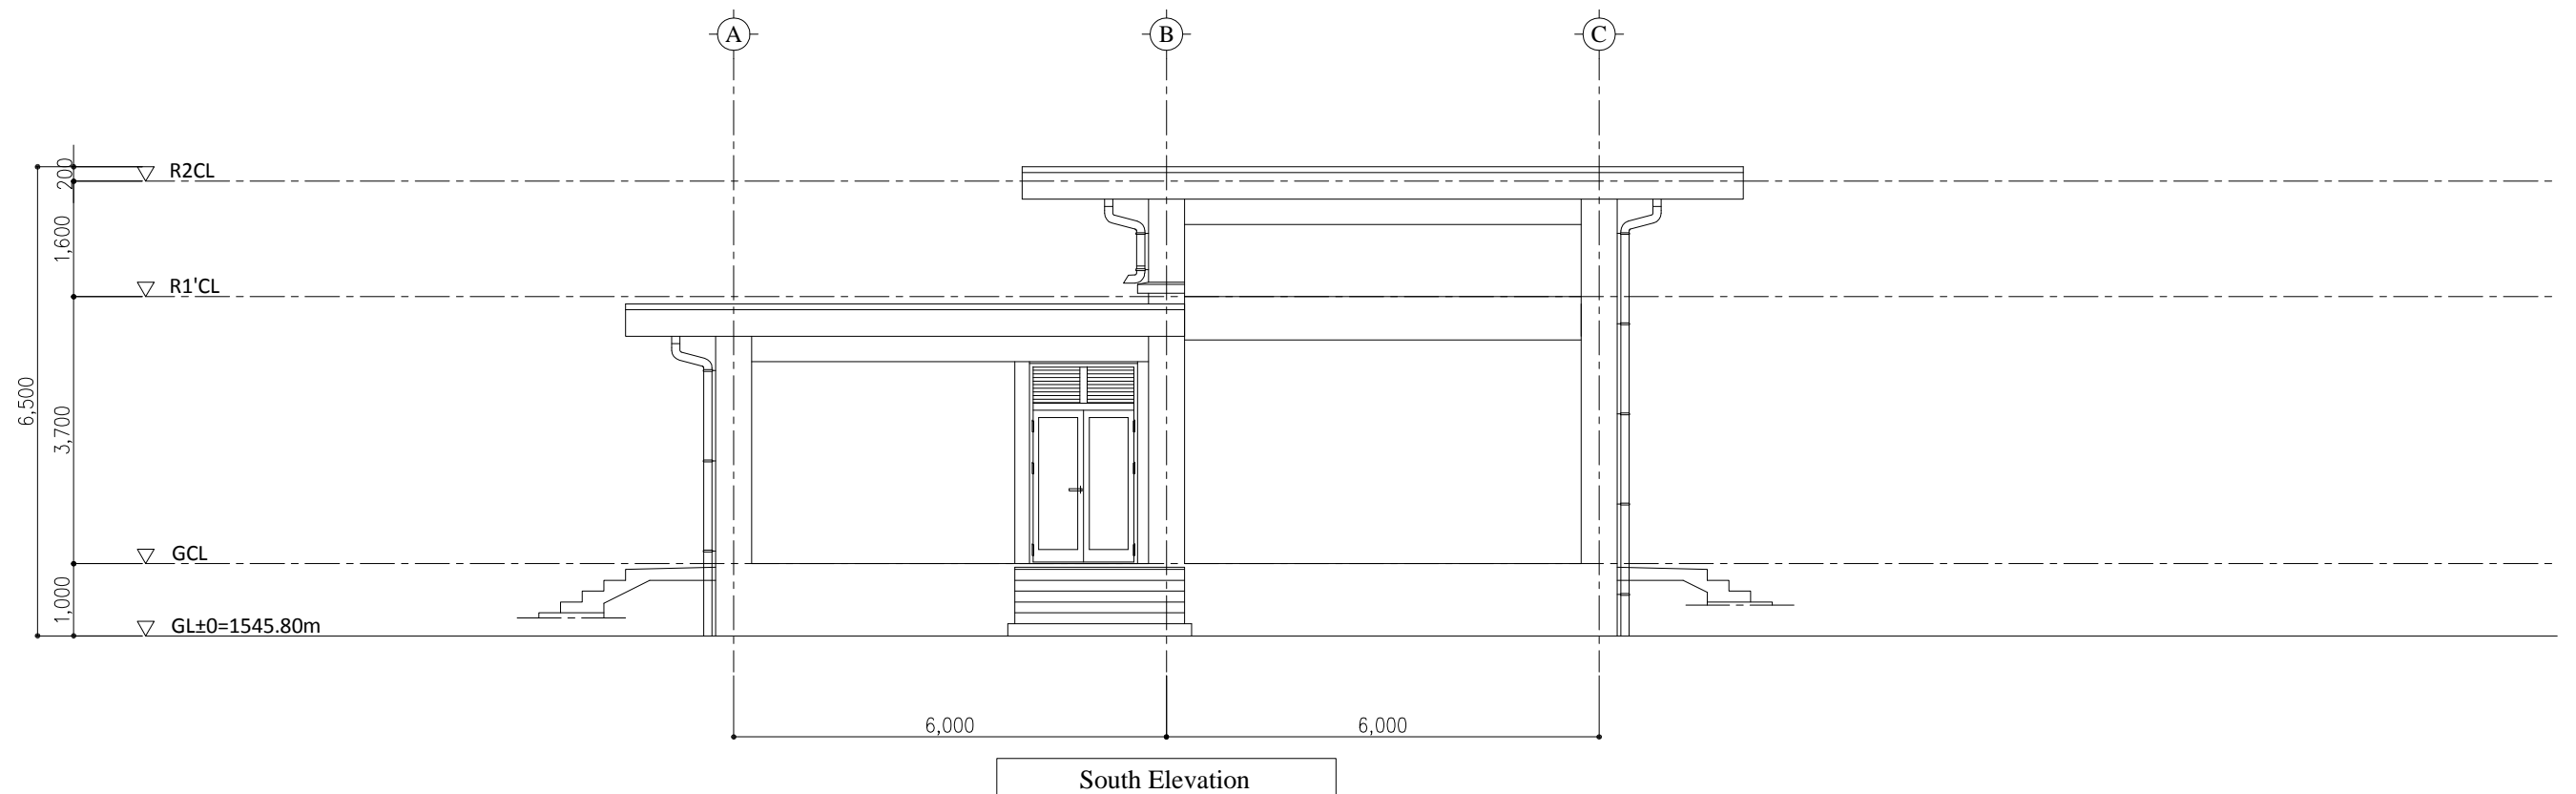 A
B
C
200
R2CL
1,600
R1'CL
6,500
3,700
GCL
1,000
GL±0=1545.80m
6,000
6,000
South Elevation